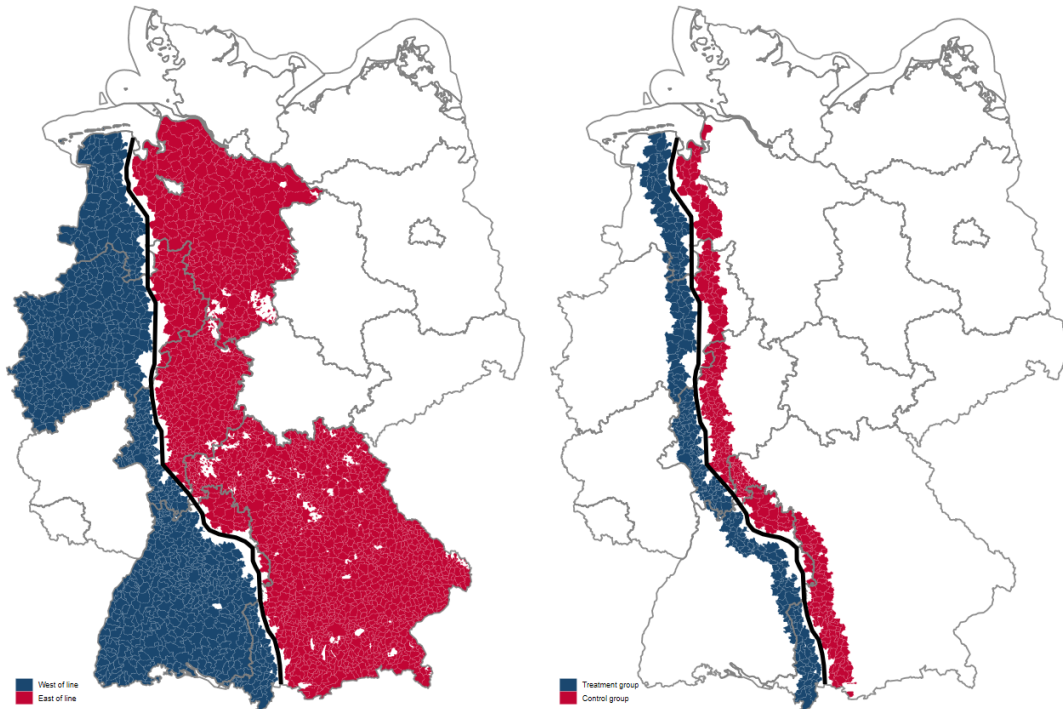 West of line
East of line
Treatment group
Control group